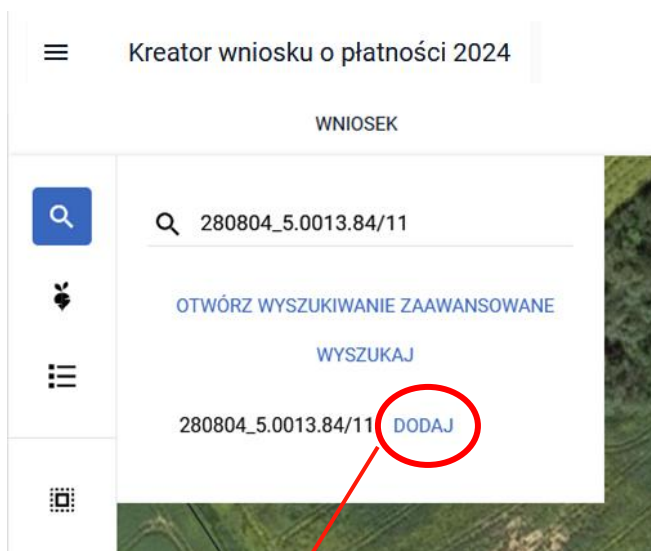 Kreator wniosku o płatności 2024
WNIOSEK
280804_5.0013.84/11
OTWÓRZ WYSZUKIWANIE ZAAWANSOWANE
WYSZUKAJ
280804_5.0013.84/11 DODAJ